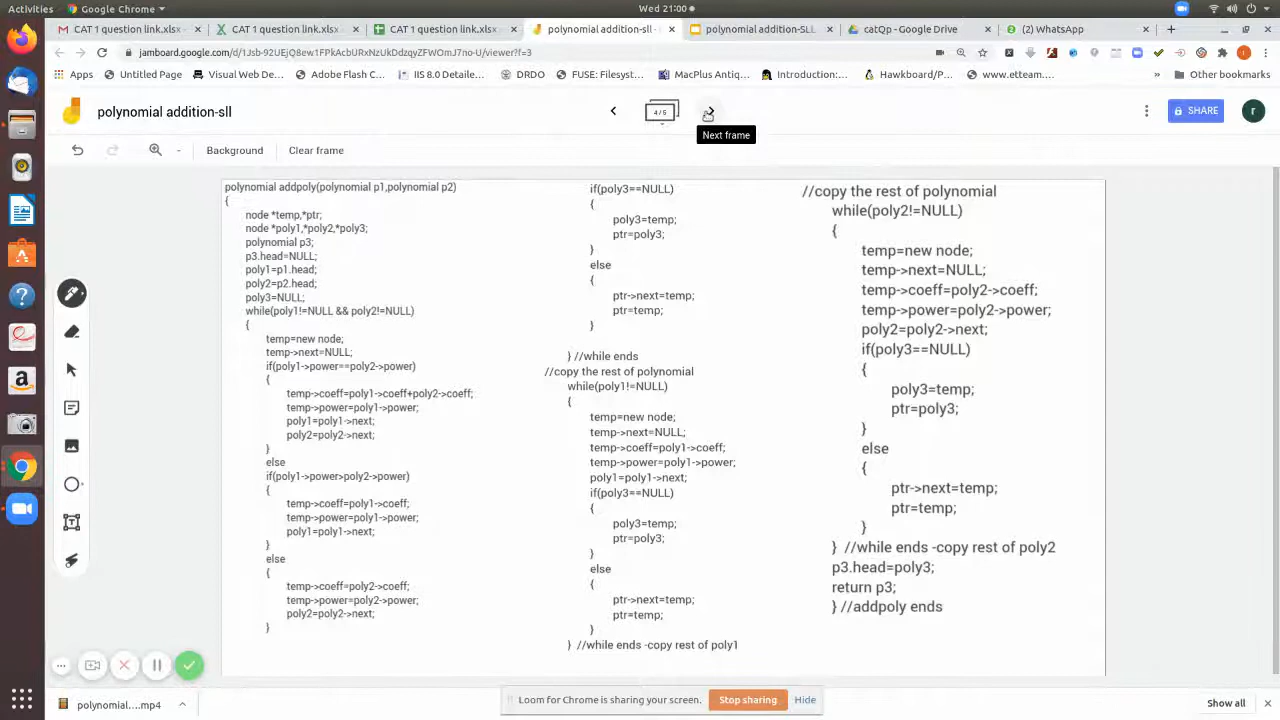 Activities
Google Chrome
Wed 21:00
CAT 1 question link.xlsx
CAT 1 question link.xlsx
CAT 1 question link.xlsx
polynomial addition-sll
polynomial addition-SLL
catQp - Google Drive
(2) WhatsApp
jamboard.google.com/d/1Jsb-92UEjQ8ew1FPkAcbURxNzUkDdzqyZFWOmJ7no-U/viewer?f=3
Apps
Untitled Page
Visual Web De...
Adobe Flash C...
IIS 8.0 Detaile...
DRDO
FUSE: Filesyst...
MacPlus Antiq...
Introduction:...
Hawkboard/P...
www.etteam.c...
Other bookmarks
polynomial addition-sll
4/5
SHARE
r
Next frame
Background
Clear frame
polynomial addpoly(polynomial p1,polynomial p2)
{
node *temp,*ptr;
node *poly1,*poly2,*poly3;
polynomial p3;
p3.head=NULL;
poly1=p1.head;
poly2=p2.head;
poly3=NULL;
while(poly1!=NULL && poly2!=NULL)
{
temp=new node;
temp->next=NULL;
if(poly1->power==poly2->power)
{
temp->coeff=poly1->coeff+poly2->coeff;
temp->power=poly1->power;
poly1=poly1->next;
poly2=poly2->next;
}
else
if(poly1->power>poly2->power)
{
temp->coeff=poly1->coeff;
temp->power=poly1->power;
poly1=poly1->next;
}
else
{
temp->coeff=poly2->coeff;
temp->power=poly2->power;
poly2=poly2->next;
}
if(poly3==NULL)
{
poly3=temp;
ptr=poly3;
}
else
{
ptr->next=temp;
ptr=temp;
}
} //while ends
//copy the rest of polynomial
while(poly1!=NULL)
{
temp=new node;
temp->next=NULL;
temp->coeff=poly1->coeff;
temp->power=poly1->power;
poly1=poly1->next;
if(poly3==NULL)
{
poly3=temp;
ptr=poly3;
}
else
{
ptr->next=temp;
ptr=temp;
}
} //while ends -copy rest of poly1
//copy the rest of polynomial
while(poly2!=NULL)
{
temp=new node;
temp->next=NULL;
temp->coeff=poly2->coeff;
temp->power=poly2->power;
poly2=poly2->next;
if(poly3==NULL)
{
poly3=temp;
ptr=poly3;
}
else
{
ptr->next=temp;
ptr=temp;
}
} //while ends -copy rest of poly2
p3.head=poly3;
return p3;
} //addpoly ends
Loom for Chrome is sharing your screen.
Stop sharing
Hide
polynomial....mp4
Show all